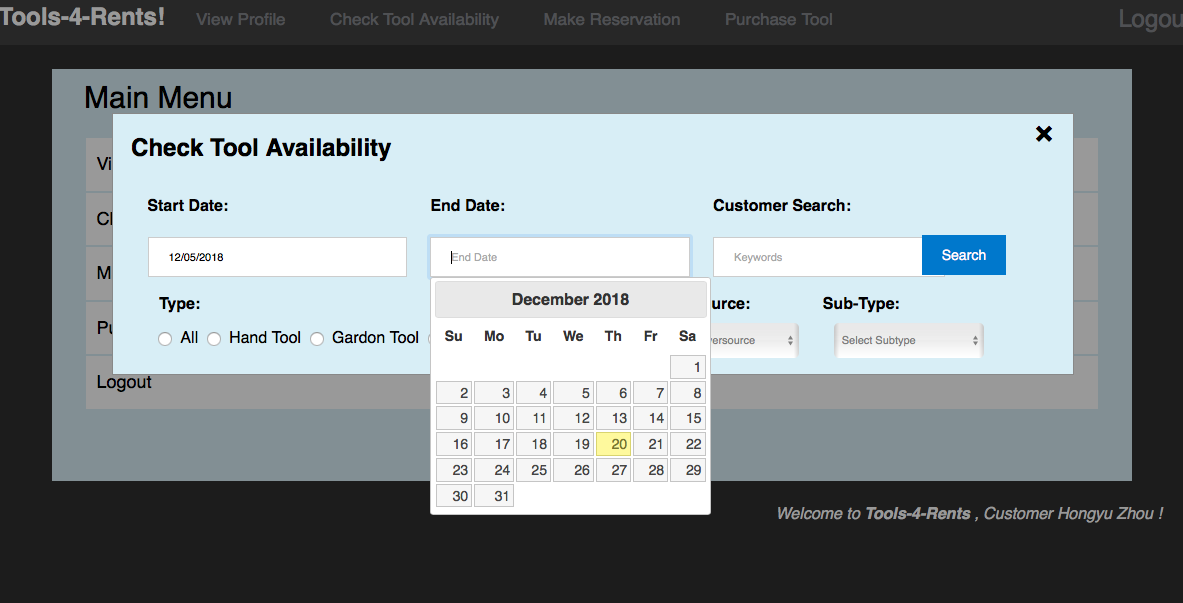 Tools-4-Rents! View Profile Check Tool Availability Make Reservation Purchase Tool Logou
Main Menu
Check Tool Availability
Vi
Start Date: End Date: Customer Search:
Cl
12/05/2018 End Date Keywords Search
M
Type: urce: Sub-Type:
Pu
All Hand Tool Gardon Tool ersource Select Subtype
Logout
December 2018
Su Mo Tu We Th Fr Sa
1
2 3 4 5 6 7 8
9 10 11 12 13 14 15
16 17 18 19 20 21 22
23 24 25 26 27 28 29
30 31
Welcome to Tools-4-Rents , Customer Hongyu Zhou !